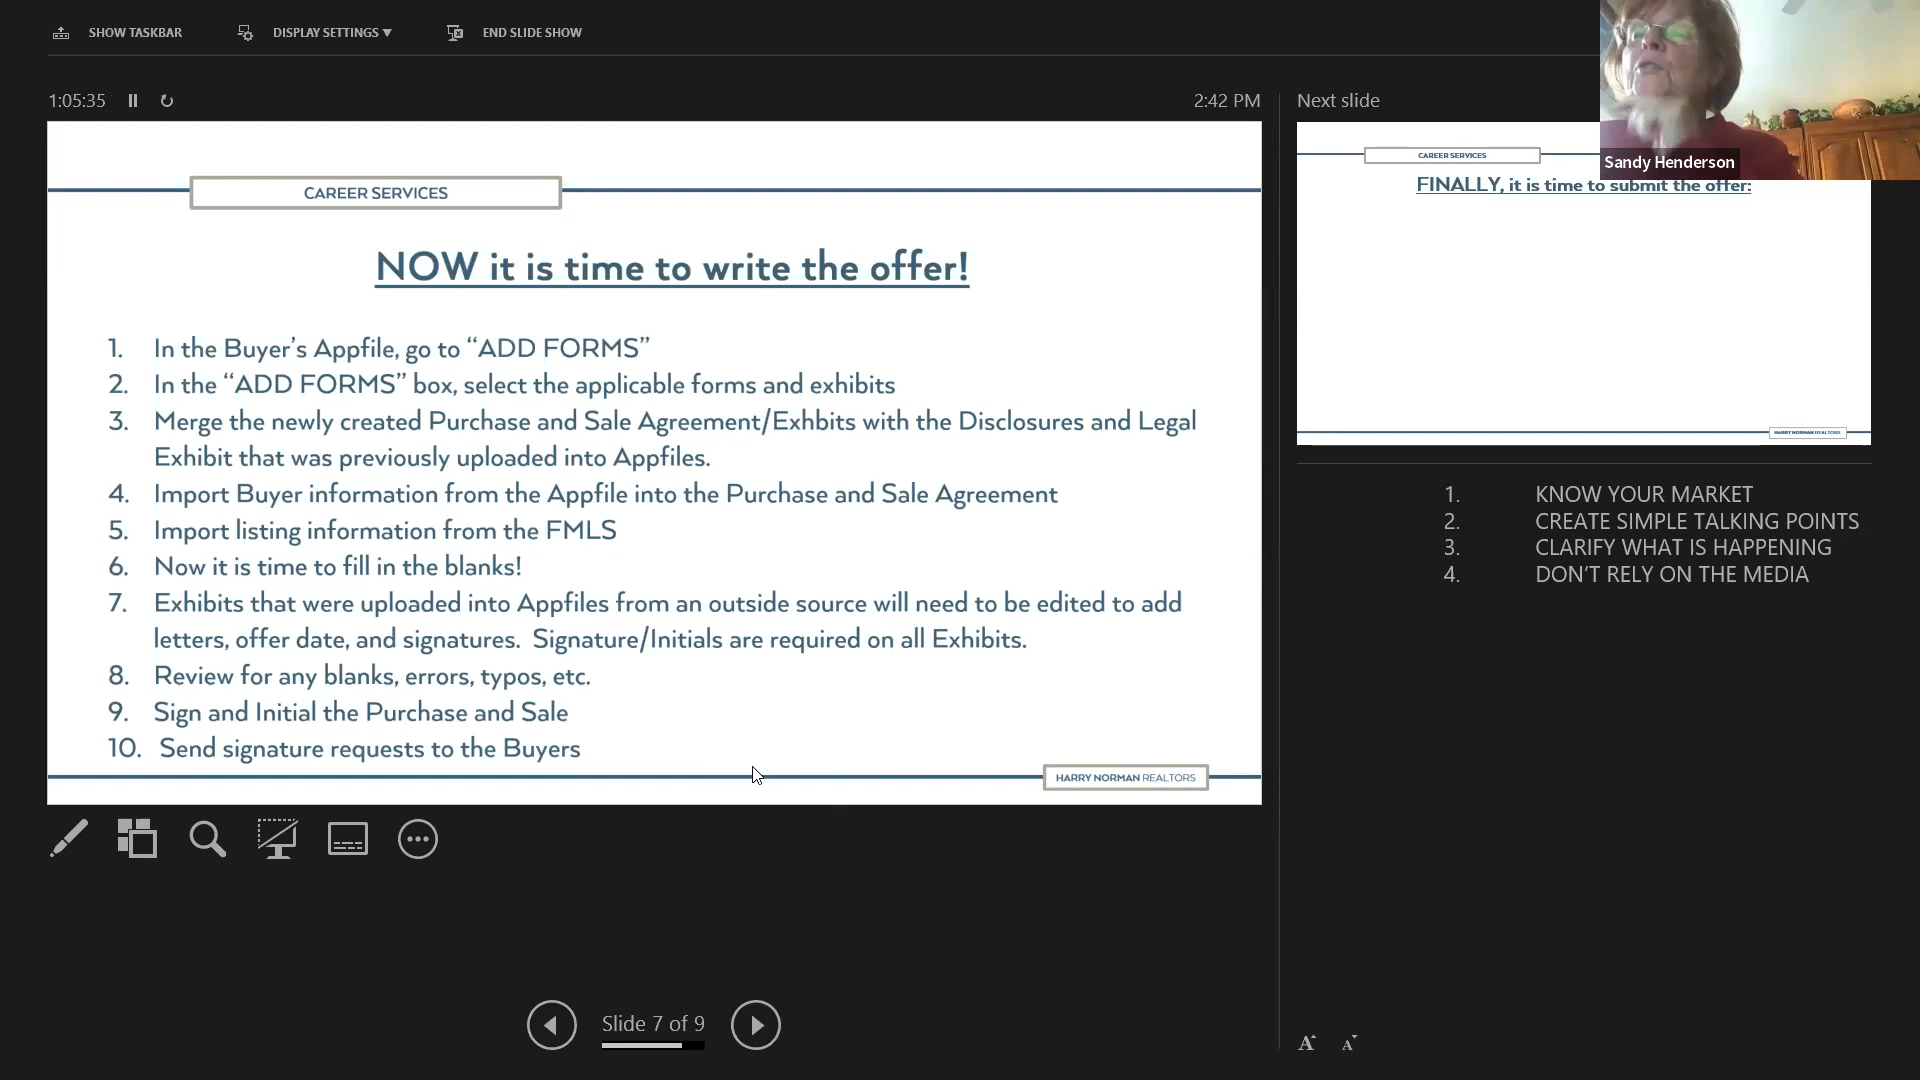 SHOW TASKBAR
DISPLAY SETTINGS ▼
END SLIDE SHOW
1:05:35
2:42 PM
Next slide
CAREER SERVICES
NOW it is time to write the offer!
1. In the Buyer’s Appfile, go to “ADD FORMS”
2. In the “ADD FORMS” box, select the applicable forms and exhibits
3. Merge the newly created Purchase and Sale Agreement/Exhbits with the Disclosures and Legal
Exhibit that was previously uploaded into Appfiles.
4. Import Buyer information from the Appfile into the Purchase and Sale Agreement
5. Import listing information from the FMLS
6. Now it is time to fill in the blanks!
7. Exhibits that were uploaded into Appfiles from an outside source will need to be edited to add
letters, offer date, and signatures. Signature/Initials are required on all Exhibits.
8. Review for any blanks, errors, typos, etc.
9. Sign and Initial the Purchase and Sale
10. Send signature requests to the Buyers
HARRY NORMAN REALTORS
Slide 7 of 9
Sandy Henderson
CAREER SERVICES
FINALLY, it is time to submit the offer:
HARRY NORMAN REALTORS
1. KNOW YOUR MARKET
2. CREATE SIMPLE TALKING POINTS
3. CLARIFY WHAT IS HAPPENING
4. DON’T RELY ON THE MEDIA
A A